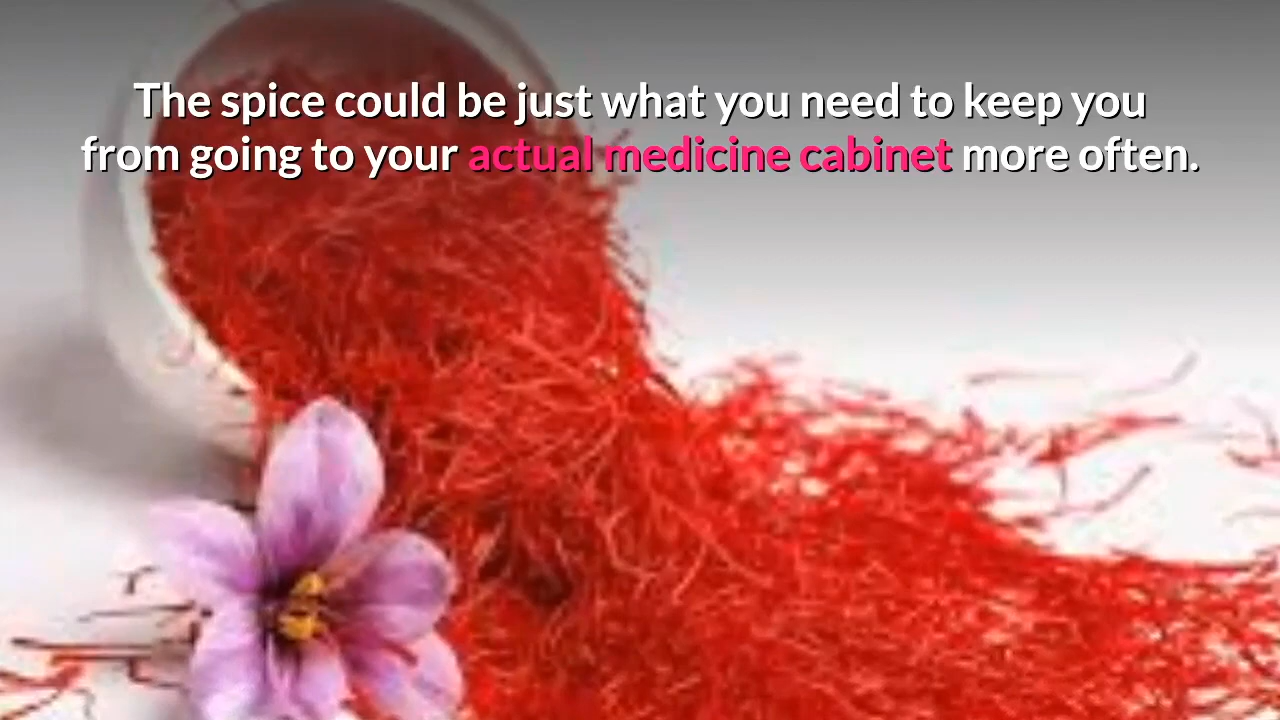 The spice could be just what you need to keep you
from going to your actual medicine cabinet more often.